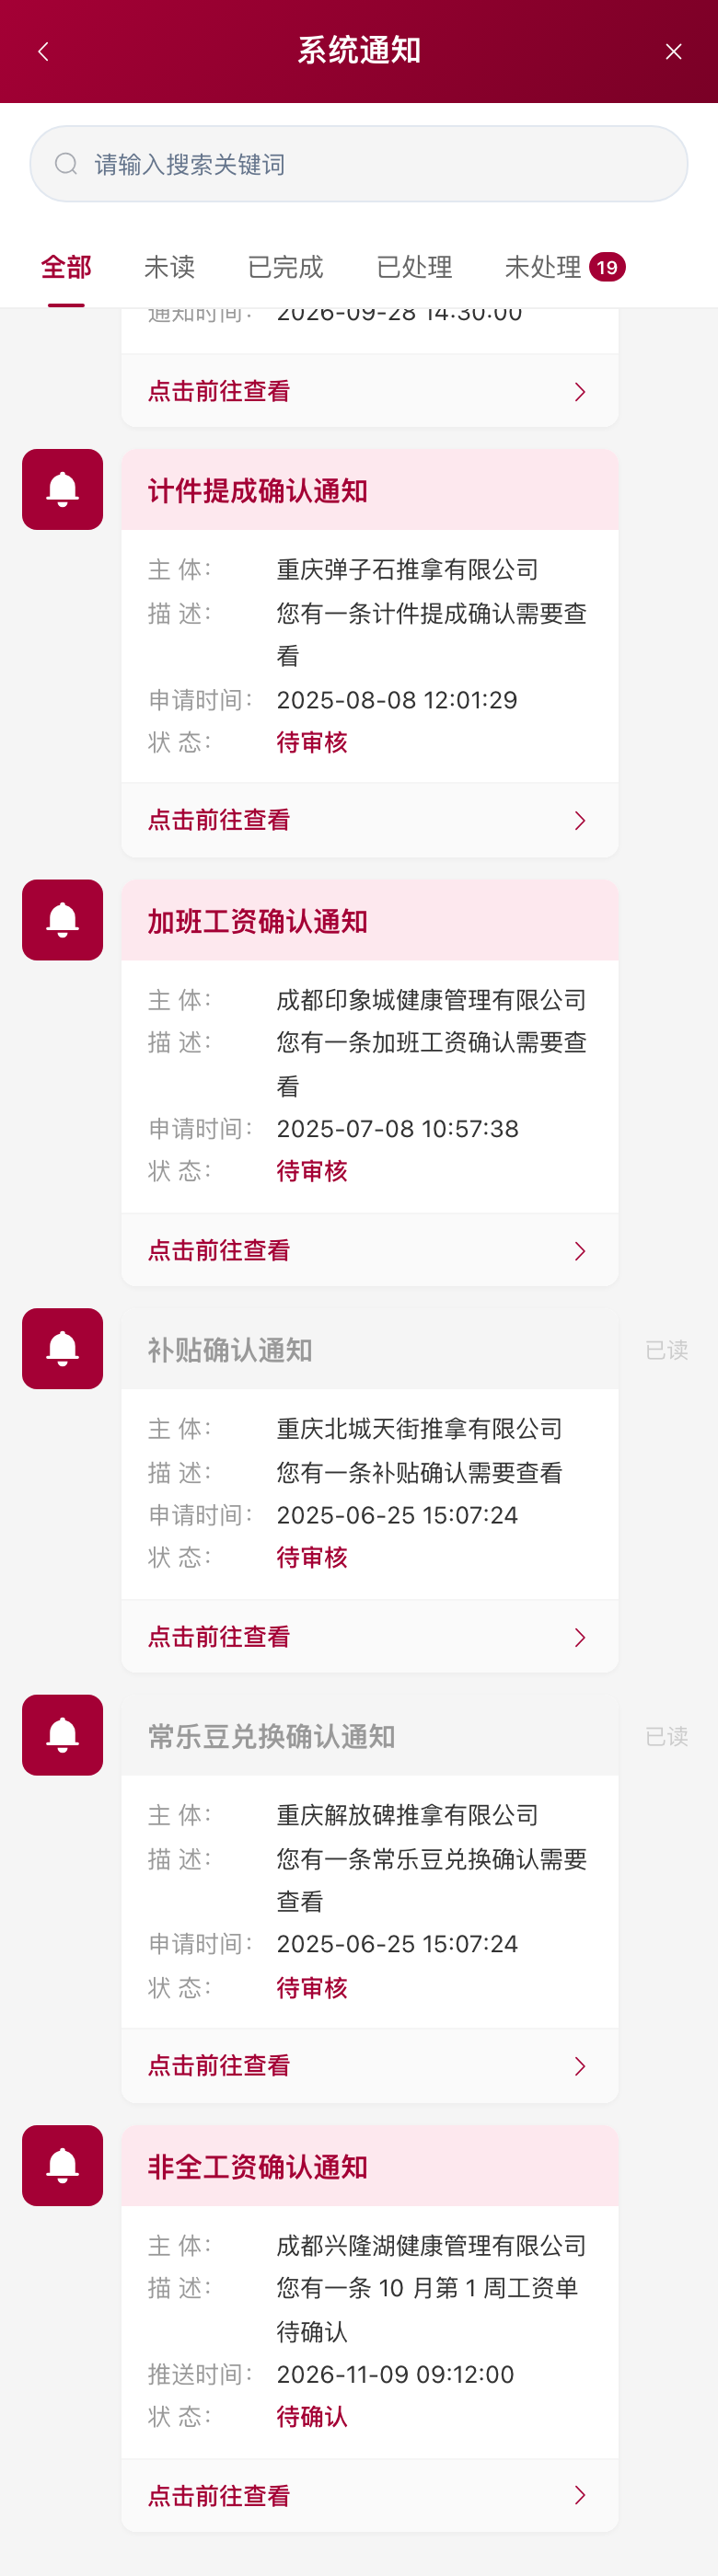 系统通知
请输入搜索关键词
全部 未读 已完成 已处理 未处理 19
通知时间： 2026-09-28 14:30:00
点击前往查看
计件提成确认通知
主 体： 重庆弹子石推拿有限公司
描 述： 您有一条计件提成确认需要查
看
申请时间： 2025-08-08 12:01:29
状 态： 待审核
点击前往查看
加班工资确认通知
主 体： 成都印象城健康管理有限公司
描 述： 您有一条加班工资确认需要查
看
申请时间： 2025-07-08 10:57:38
状 态： 待审核
点击前往查看
补贴确认通知 已读
主 体： 重庆北城天街推拿有限公司
描 述： 您有一条补贴确认需要查看
申请时间： 2025-06-25 15:07:24
状 态： 待审核
点击前往查看
常乐豆兑换确认通知 已读
主 体： 重庆解放碑推拿有限公司
描 述： 您有一条常乐豆兑换确认需要
查看
申请时间： 2025-06-25 15:07:24
状 态： 待审核
点击前往查看
非全工资确认通知
主 体： 成都兴隆湖健康管理有限公司
描 述： 您有一条 10 月第 1 周工资单
待确认
推送时间： 2026-11-09 09:12:00
状 态： 待确认
点击前往查看